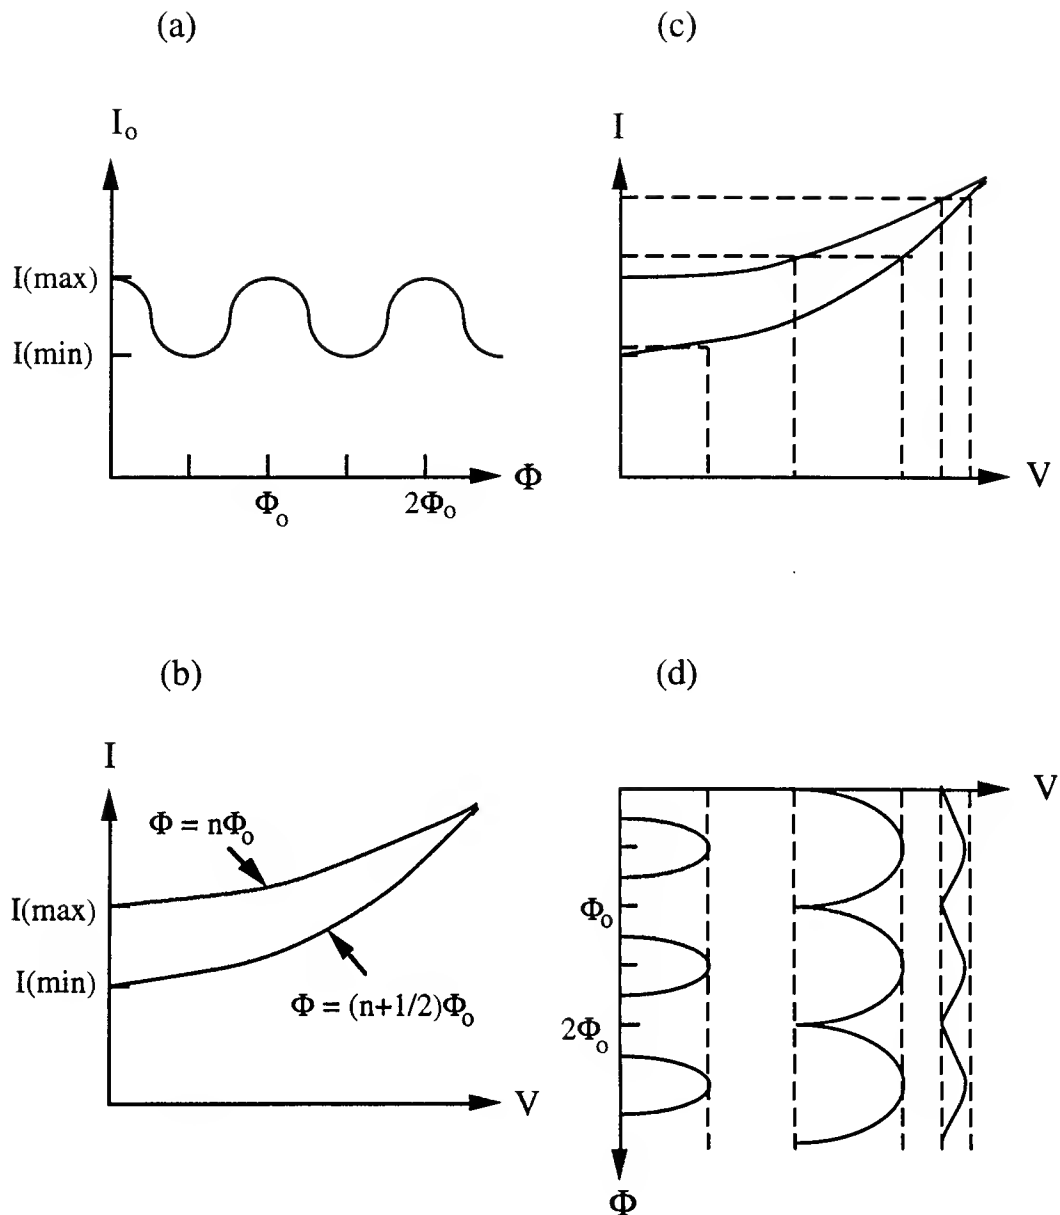 (a)
I₀
I(max)
I(min)
Φ₀
2Φ₀
Φ
(c)
I
V
(b)
I
Φ = nΦ₀
I(max)
I(min)
Φ = (n+1/2)Φ₀
V
(d)
V
Φ₀
2Φ₀
Φ